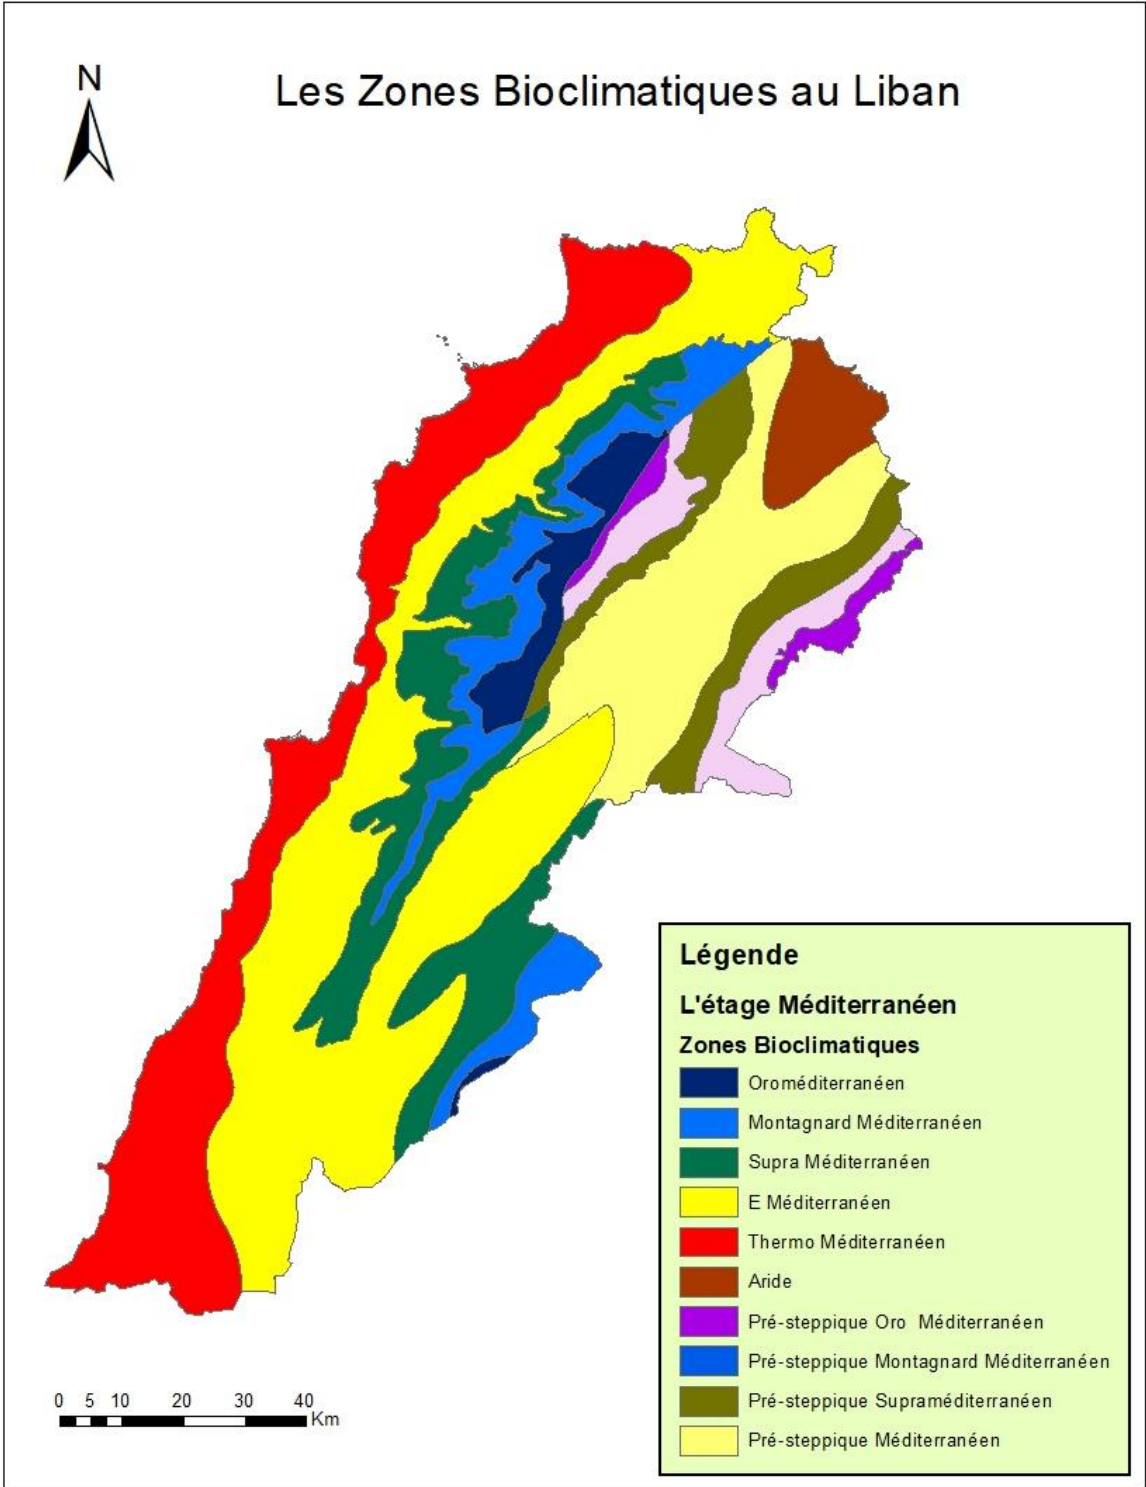 N
Les Zones Bioclimatiques au Liban
Légende
L'étage Méditerranéen
Zones Bioclimatiques
Oroméditerranéen
Montagnard Méditerranéen
Supra Méditerranéen
E Méditerranéen
Thermo Méditerranéen
Aride
Pré-steppique Oro Méditerranéen
Pré-steppique Montagnard Méditerranéen
Pré-steppique Supraméditerranéen
Pré-steppique Méditerranéen
0 5 10 20 30 40
Km